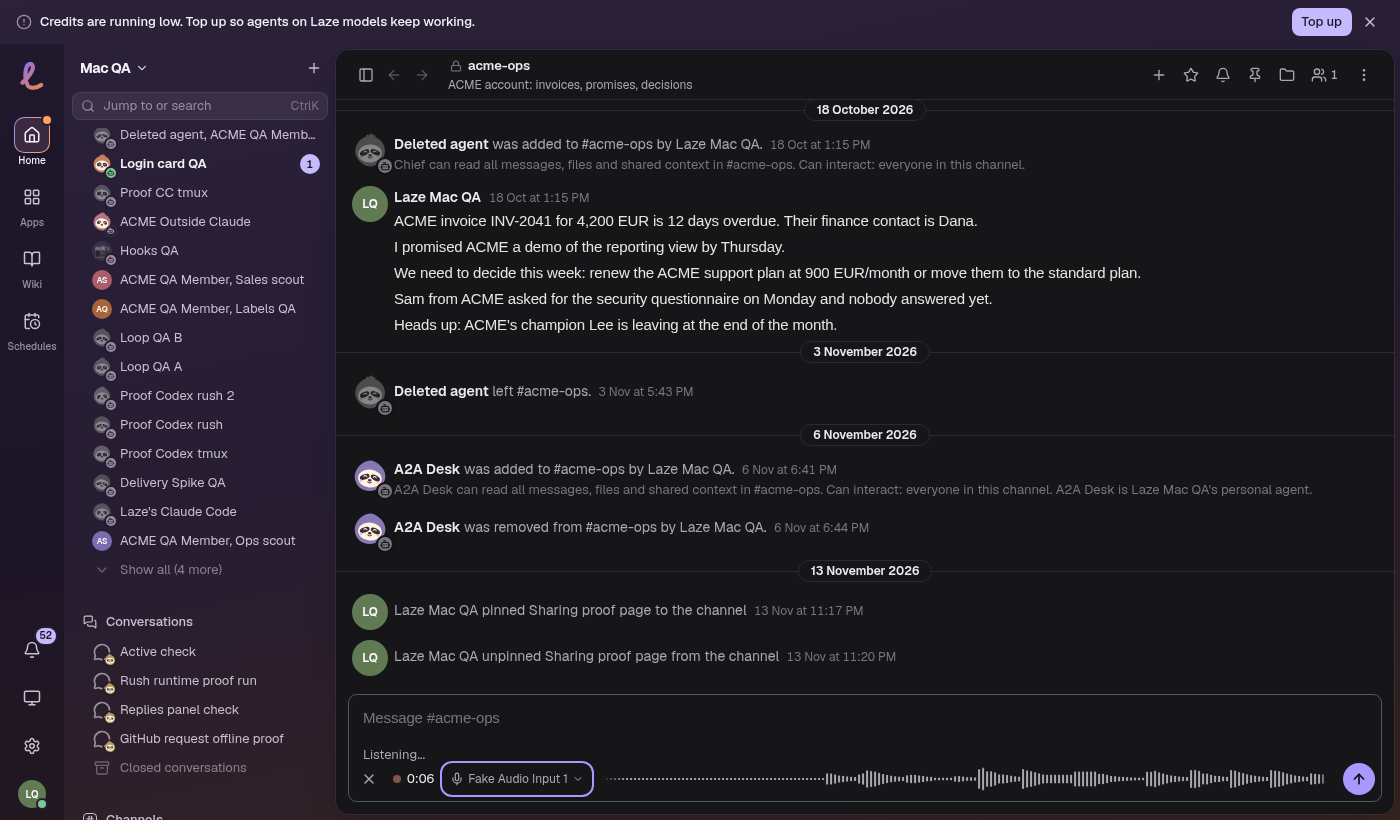 Credits are running low. Top up so agents on Laze models keep working.
Top up
Mac QA
Jump to or search
CtrlK
Home
Apps
Wiki
Schedules
52
LQ
Deleted agent, ACME QA Memb...
Login card QA
1
Proof CC tmux
ACME Outside Claude
Hooks QA
AS
ACME QA Member, Sales scout
AQ
ACME QA Member, Labels QA
Loop QA B
Loop QA A
Proof Codex rush 2
Proof Codex rush
Proof Codex tmux
Delivery Spike QA
Laze's Claude Code
AS
ACME QA Member, Ops scout
Show all (4 more)
Conversations
Active check
Rush runtime proof run
Replies panel check
GitHub request offline proof
Closed conversations
Channels
acme-ops
ACME account: invoices, promises, decisions
1
18 October 2026
Deleted agent was added to #acme-ops by Laze Mac QA. 18 Oct at 1:15 PM
Chief can read all messages, files and shared context in #acme-ops. Can interact: everyone in this channel.
LQ
Laze Mac QA 18 Oct at 1:15 PM
ACME invoice INV-2041 for 4,200 EUR is 12 days overdue. Their finance contact is Dana.
I promised ACME a demo of the reporting view by Thursday.
We need to decide this week: renew the ACME support plan at 900 EUR/month or move them to the standard plan.
Sam from ACME asked for the security questionnaire on Monday and nobody answered yet.
Heads up: ACME's champion Lee is leaving at the end of the month.
3 November 2026
Deleted agent left #acme-ops. 3 Nov at 5:43 PM
6 November 2026
A2A Desk was added to #acme-ops by Laze Mac QA. 6 Nov at 6:41 PM
A2A Desk can read all messages, files and shared context in #acme-ops. Can interact: everyone in this channel. A2A Desk is Laze Mac QA's personal agent.
A2A Desk was removed from #acme-ops by Laze Mac QA. 6 Nov at 6:44 PM
13 November 2026
LQ
Laze Mac QA pinned Sharing proof page to the channel 13 Nov at 11:17 PM
LQ
Laze Mac QA unpinned Sharing proof page from the channel 13 Nov at 11:20 PM
Message #acme-ops
Listening...
0:06
Fake Audio Input 1